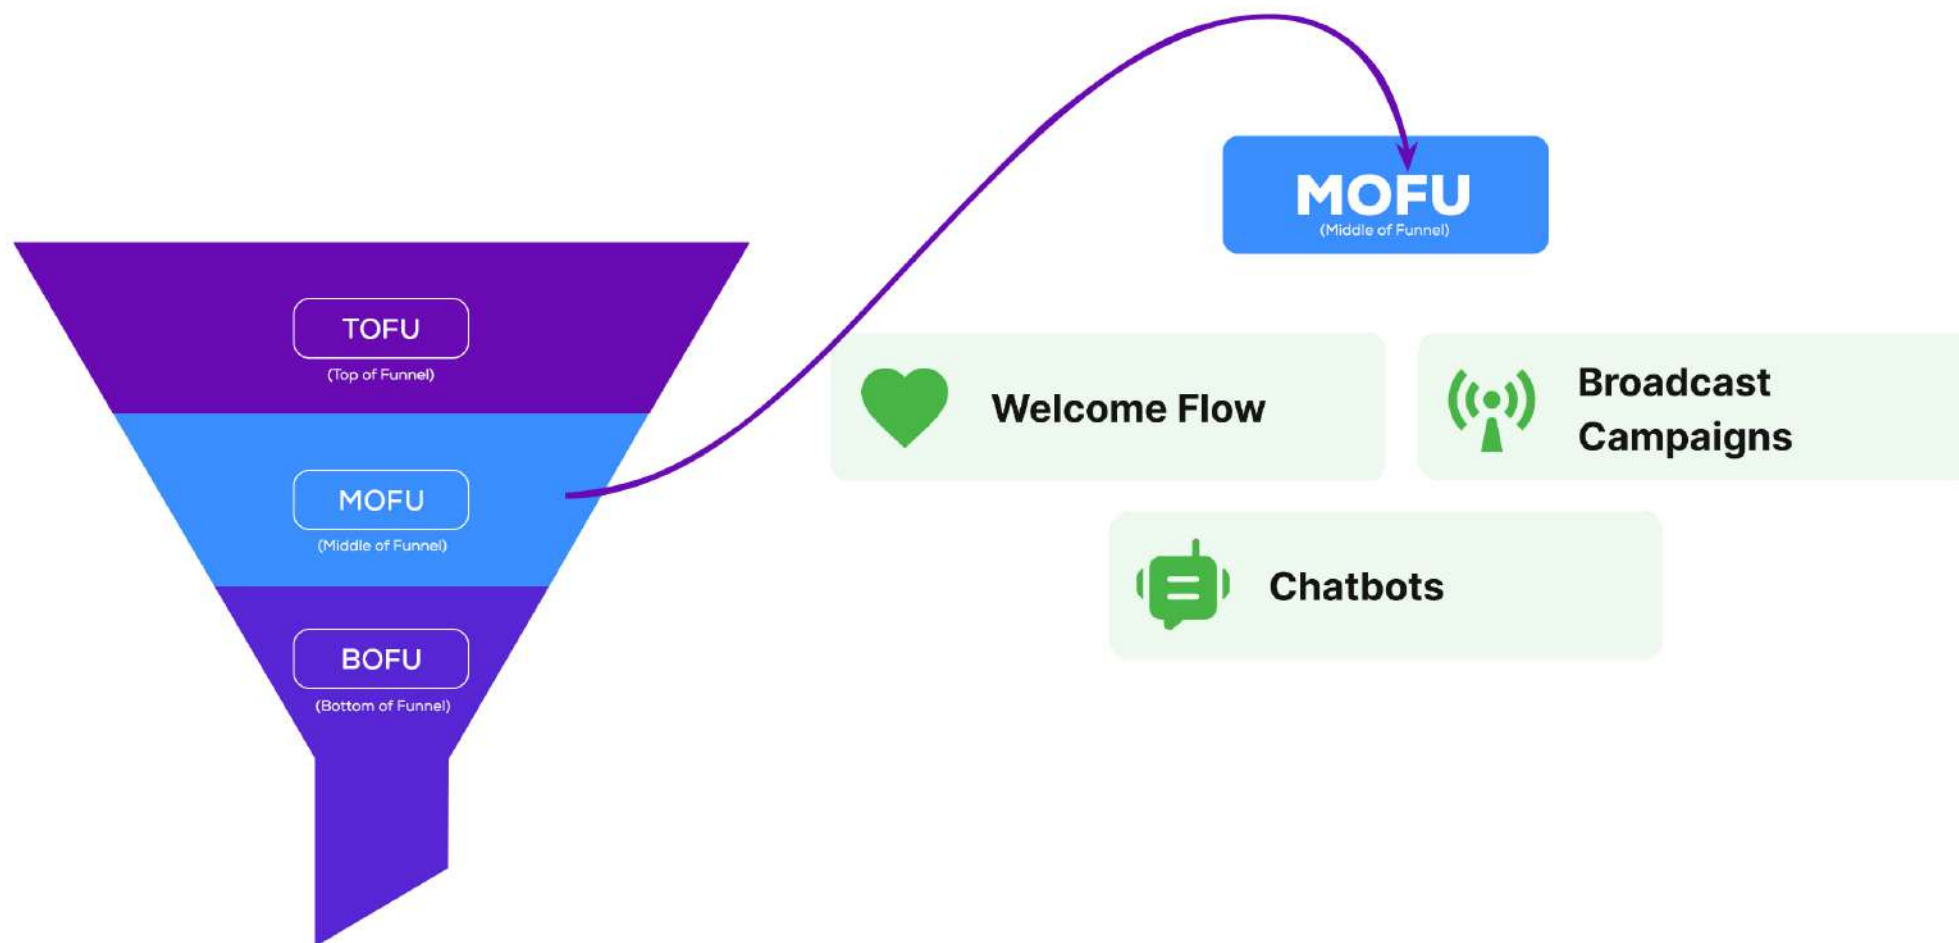 TOFU
(Top of Funnel)
MOFU
(Middle of Funnel)
BOFU
(Bottom of Funnel)
MOFU
(Middle of Funnel)
Welcome Flow
Broadcast
Campaigns
Chatbots